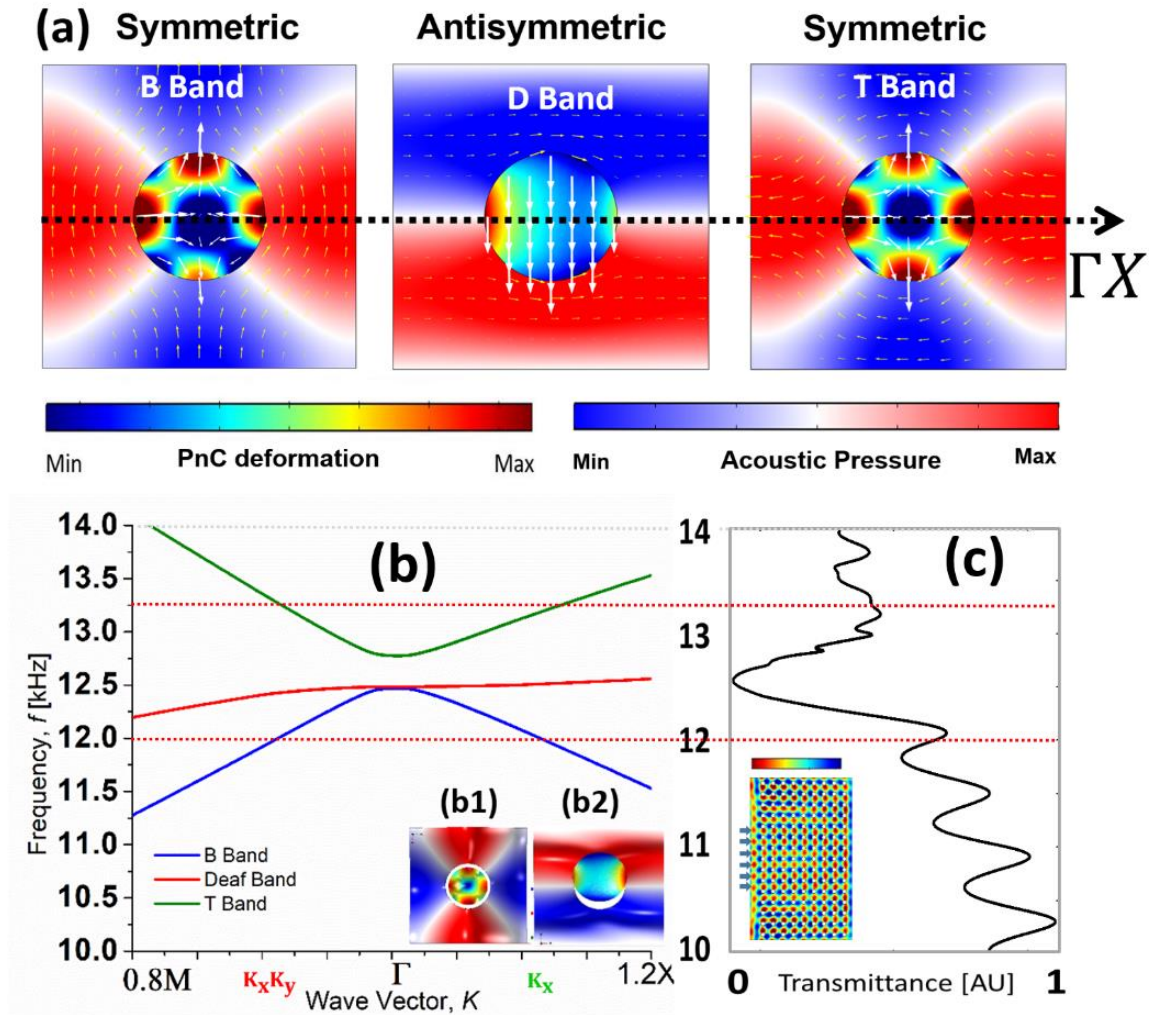 (a) Symmetric Antisymmetric Symmetric
B Band D Band T Band
ΓX
Min PnC deformation Max Min Acoustic Pressure Max
(b)
Frequency, f [kHz]
14.0
13.5
13.0
12.5
12.0
11.5
11.0
10.5
10.0
B Band
Deaf Band
T Band
(b1) (b2)
0.8M κxκy Γ κx 1.2X
Wave Vector, K
(c)
14
13
12
11
10
0 Transmittance [AU] 1